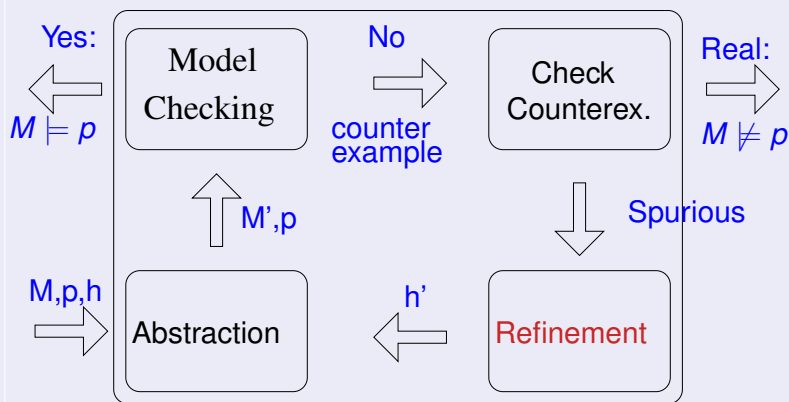 Yes:
M ⊨ p
Model
Checking
No
counter
example
Check
Counterex.
Real:
M ⊭ p
M',p
Spurious
M,p,h
Abstraction
h'
Refinement